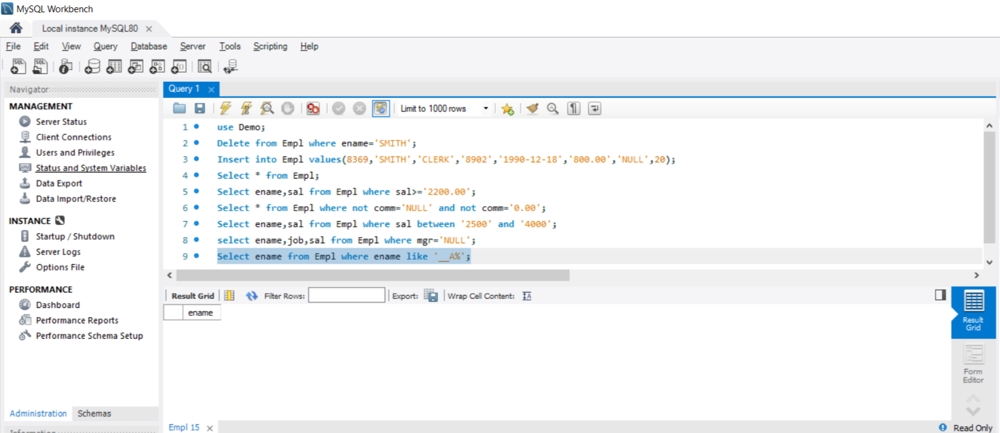 MySQL Workbench
Local instance MySQL80
File Edit View Query Database Server Tools Scripting Help
Navigator
MANAGEMENT
Server Status
Client Connections
Users and Privileges
Status and System Variables
Data Export
Data Import/Restore
INSTANCE
Startup / Shutdown
Server Logs
Options File
PERFORMANCE
Dashboard
Performance Reports
Performance Schema Setup
Administration Schemas
Information
Query 1
Limit to 1000 rows
1 use Demo;
2 Delete from Empl where ename='SMITH';
3 Insert into Empl values(8369,'SMITH','CLERK','8902','1990-12-18','800.00','NULL',20);
4 Select * from Empl;
5 Select ename,sal from Empl where sal>='2200.00';
6 Select * from Empl where not comm='NULL' and not comm='0.00';
7 Select ename,sal from Empl where sal between '2500' and '4000';
8 select ename,job,sal from Empl where mgr='NULL';
9 Select ename from Empl where ename like '__A%';
Result Grid Filter Rows: Export: Wrap Cell Content:
ename
Result
Grid
Form
Editor
Empl 15
Read Only